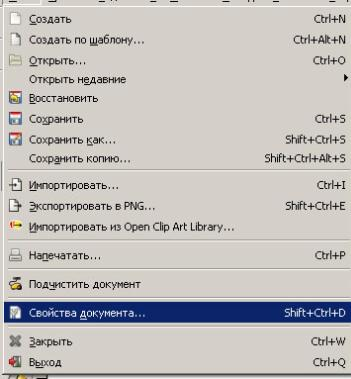 Создать Ctrl+N
Создать по шаблону... Ctrl+Alt+N
Открыть... Ctrl+O
Открыть недавние
Восстановить
Сохранить Ctrl+S
Сохранить как... Shift+Ctrl+S
Сохранить копию... Shift+Ctrl+Alt+S
Импортировать... Ctrl+I
Экспортировать в PNG... Shift+Ctrl+E
Импортировать из Open Clip Art Library...
Напечатать... Ctrl+P
Подчистить документ
Свойства документа... Shift+Ctrl+D
Закрыть Ctrl+W
Выход Ctrl+Q